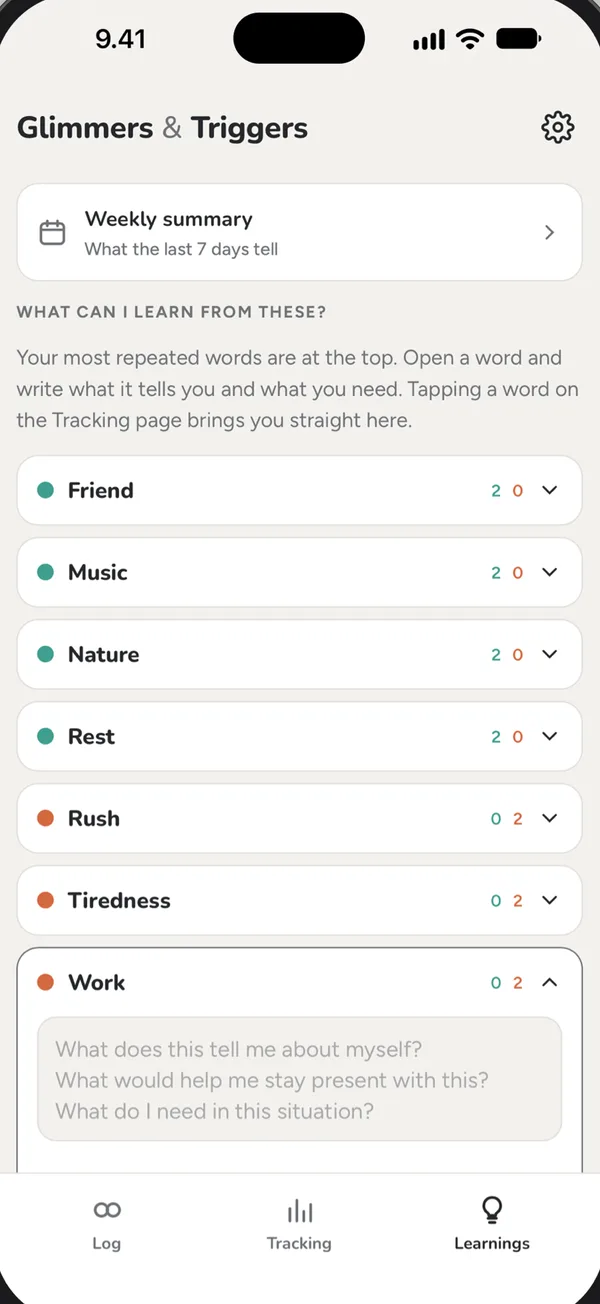 9.41
Glimmers & Triggers
Weekly summary
What the last 7 days tell
WHAT CAN I LEARN FROM THESE?
Your most repeated words are at the top. Open a word and
write what it tells you and what you need. Tapping a word on
the Tracking page brings you straight here.
Friend 2 0
Music 2 0
Nature 2 0
Rest 2 0
Rush 0 2
Tiredness 0 2
Work 0 2
What does this tell me about myself?
What would help me stay present with this?
What do I need in this situation?
Log Tracking Learnings